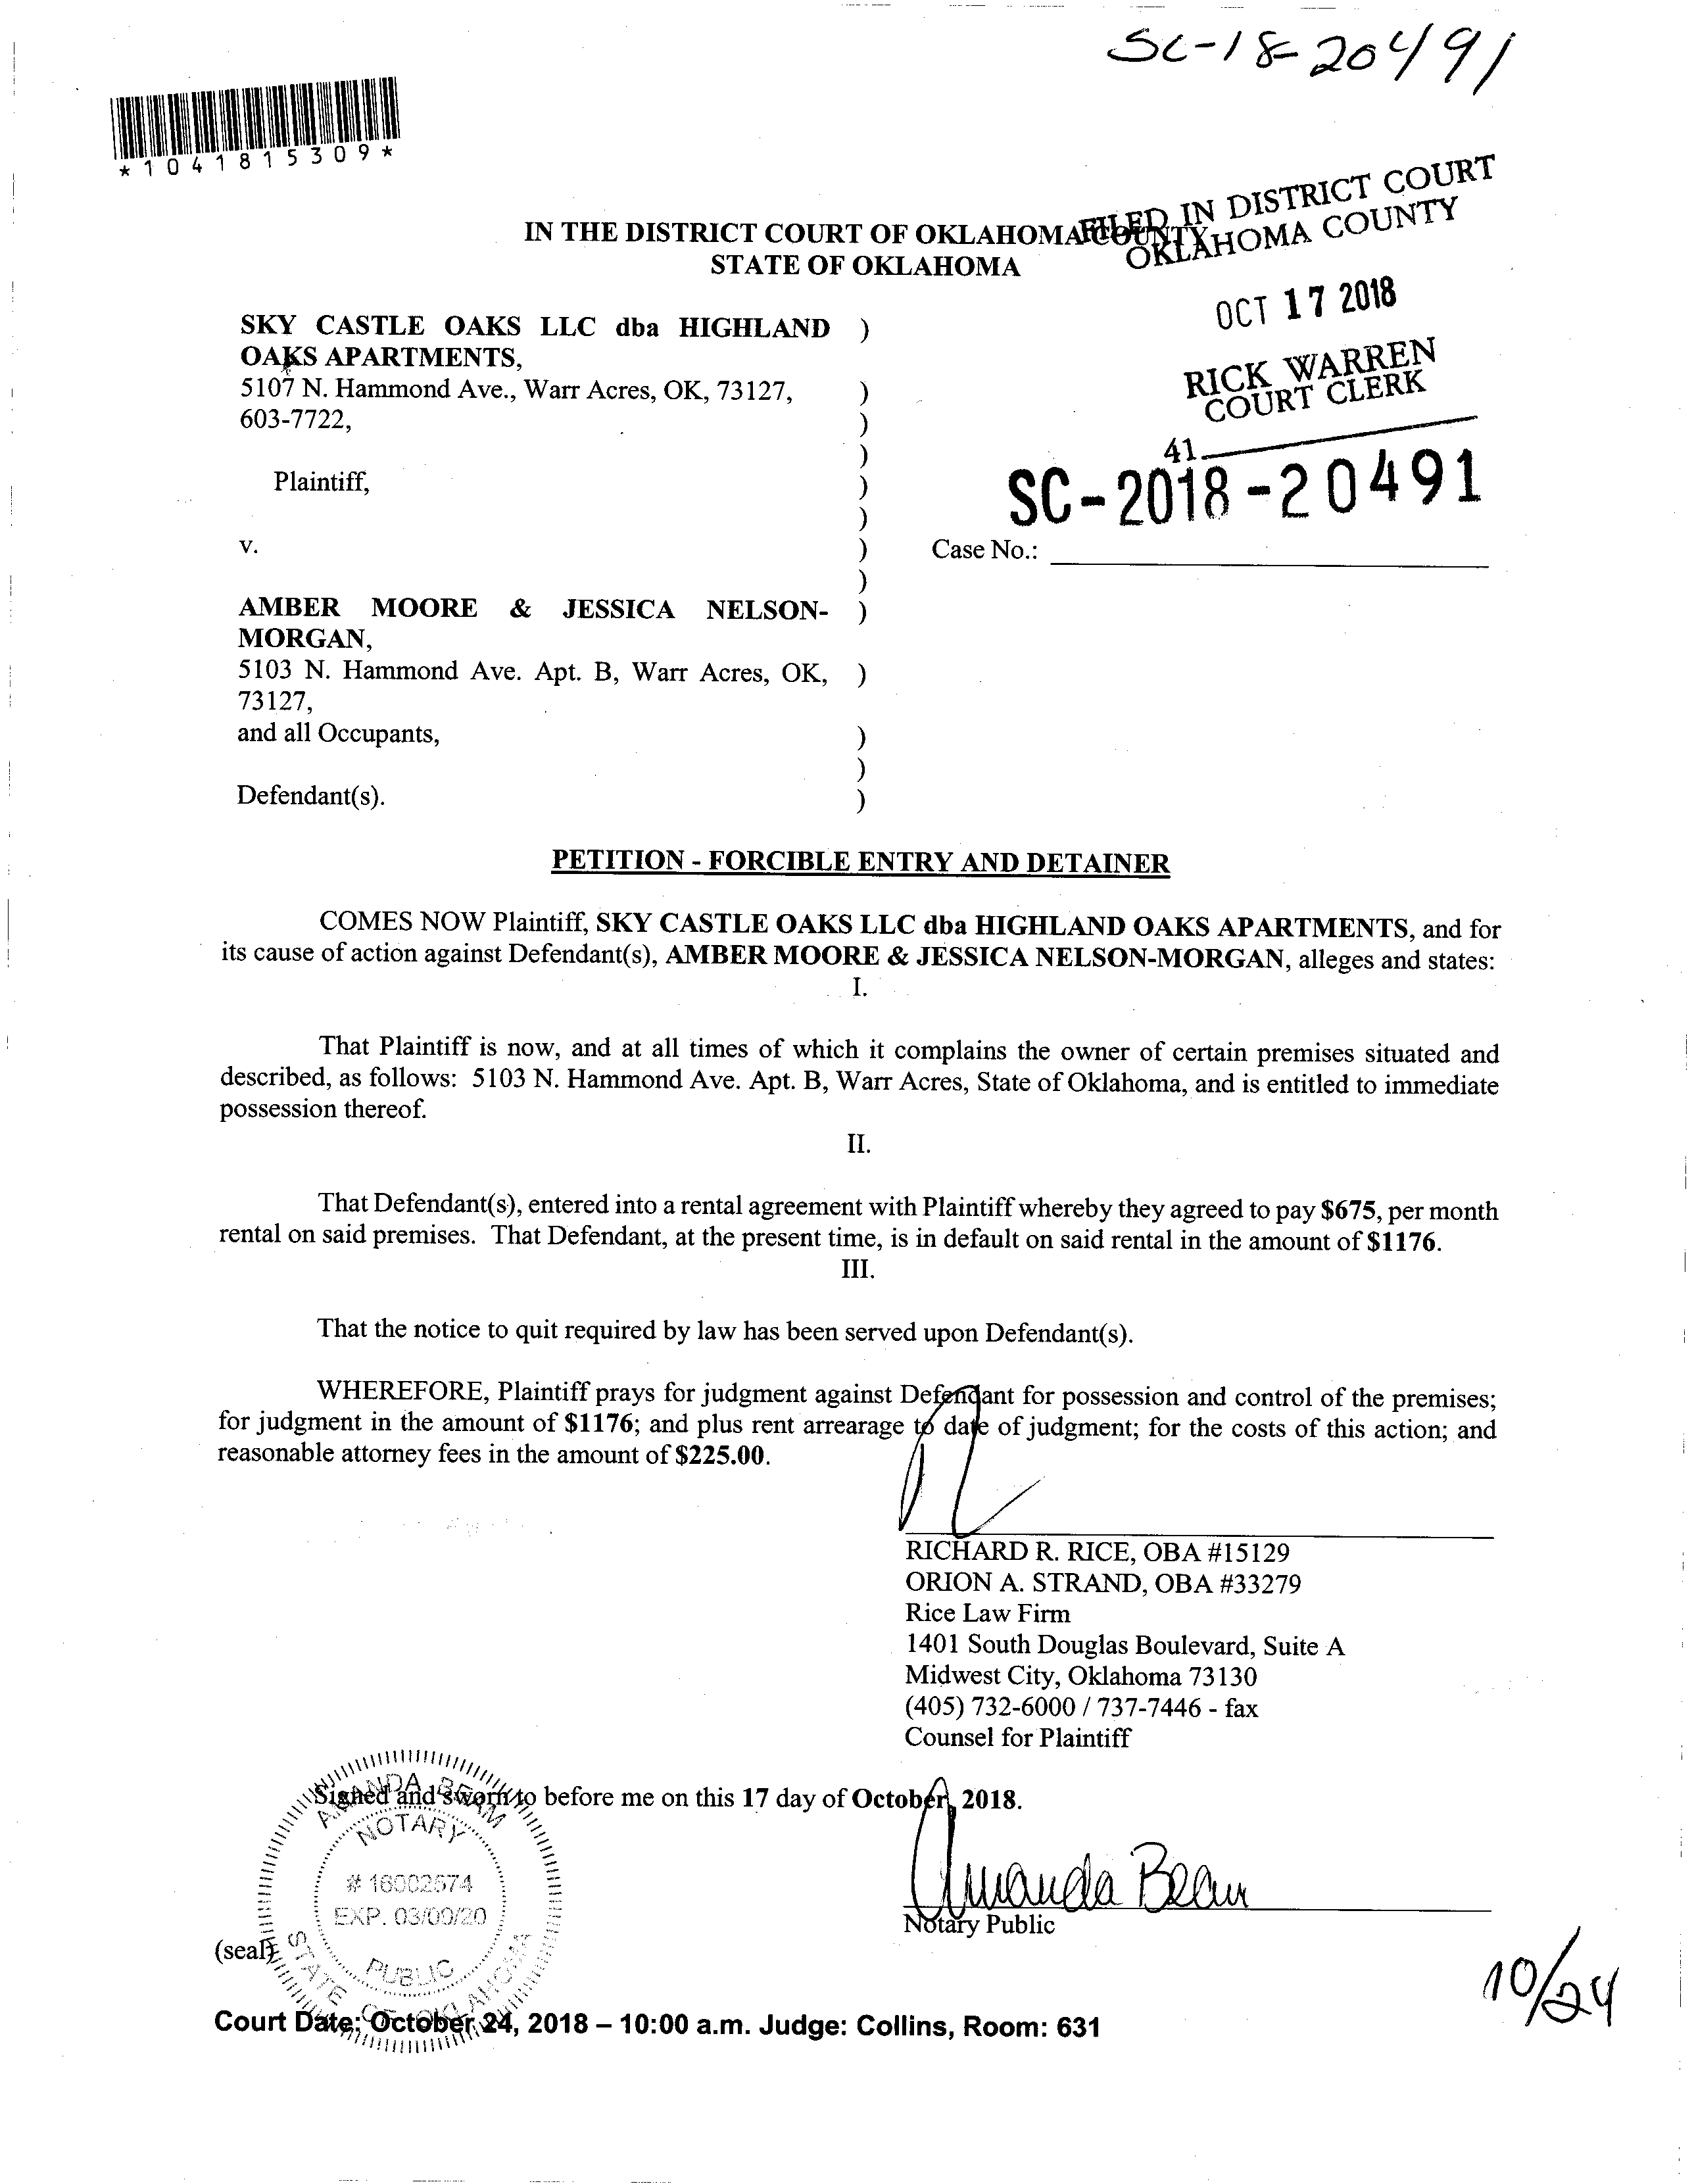 SC-18-20491
*1041815309*
IN THE DISTRICT COURT OF OKLAHOMA COUNTY
STATE OF OKLAHOMA
FILED IN DISTRICT COURT
OKLAHOMA COUNTY
OCT 17 2018
RICK WARREN
COURT CLERK
41
SC-2018-20491
SKY CASTLE OAKS LLC dba HIGHLAND )
OAKS APARTMENTS,
5107 N. Hammond Ave., Warr Acres, OK, 73127, )
603-7722, )
)
Plaintiff, )
)
v. ) Case No.:
)
AMBER MOORE & JESSICA NELSON- )
MORGAN,
5103 N. Hammond Ave. Apt. B, Warr Acres, OK, )
73127,
and all Occupants, )
)
Defendant(s). )
PETITION - FORCIBLE ENTRY AND DETAINER
COMES NOW Plaintiff, SKY CASTLE OAKS LLC dba HIGHLAND OAKS APARTMENTS, and for
its cause of action against Defendant(s), AMBER MOORE & JESSICA NELSON-MORGAN, alleges and states:
I.
That Plaintiff is now, and at all times of which it complains the owner of certain premises situated and
described, as follows: 5103 N. Hammond Ave. Apt. B, Warr Acres, State of Oklahoma, and is entitled to immediate
possession thereof.
II.
That Defendant(s), entered into a rental agreement with Plaintiff whereby they agreed to pay $675, per month
rental on said premises. That Defendant, at the present time, is in default on said rental in the amount of $1176.
III.
That the notice to quit required by law has been served upon Defendant(s).
WHEREFORE, Plaintiff prays for judgment against Defendant for possession and control of the premises;
for judgment in the amount of $1176; and plus rent arrearage to date of judgment; for the costs of this action; and
reasonable attorney fees in the amount of $225.00.
RICHARD R. RICE, OBA #15129
ORION A. STRAND, OBA #33279
Rice Law Firm
1401 South Douglas Boulevard, Suite A
Midwest City, Oklahoma 73130
(405) 732-6000 / 737-7446 - fax
Counsel for Plaintiff
Signed and sworn to before me on this 17 day of October, 2018.
AMANDA BEAM
NOTARY
# 16002574
EXP. 03/09/20
PUBLIC
STATE OF OKLAHOMA
Amanda Beam
Notary Public
(seal)
10/24
Court Date: October 24, 2018 – 10:00 a.m. Judge: Collins, Room: 631